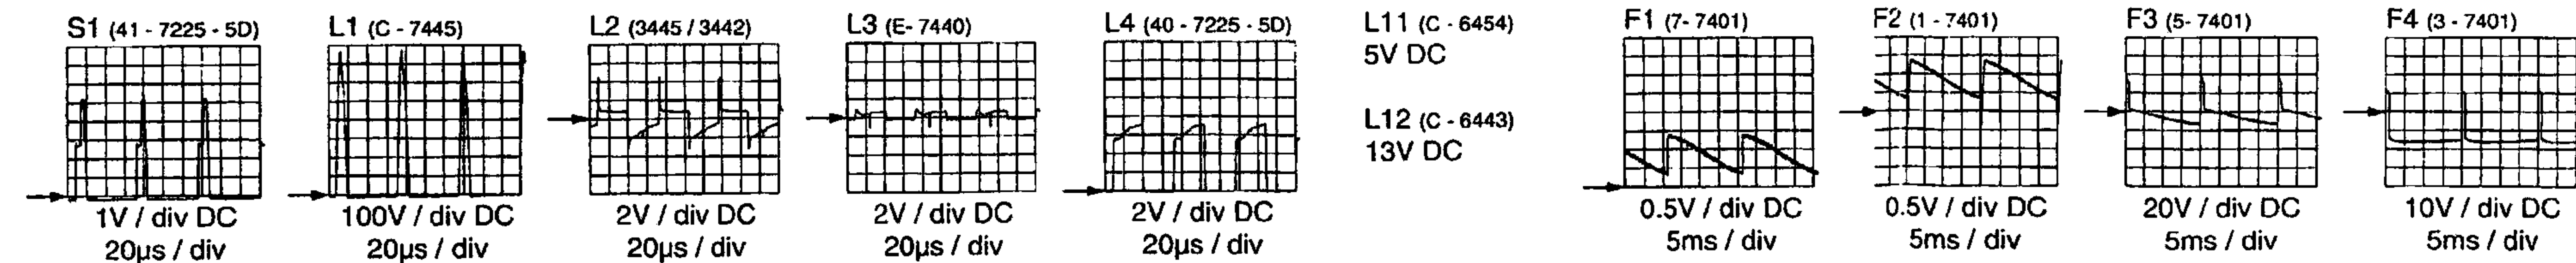 S1 (41 - 7225 - 5D)
1V / div DC
20µs / div
L1 (C - 7445)
100V / div DC
20µs / div
L2 (3445 / 3442)
2V / div DC
20µs / div
L3 (E- 7440)
2V / div DC
20µs / div
L4 (40 - 7225 - 5D)
2V / div DC
20µs / div
L11 (C - 6454)
5V DC
L12 (C - 6443)
13V DC
F1 (7- 7401)
0.5V / div DC
5ms / div
F2 (1 - 7401)
0.5V / div DC
5ms / div
F3 (5- 7401)
20V / div DC
5ms / div
F4 (3 - 7401)
10V / div DC
5ms / div